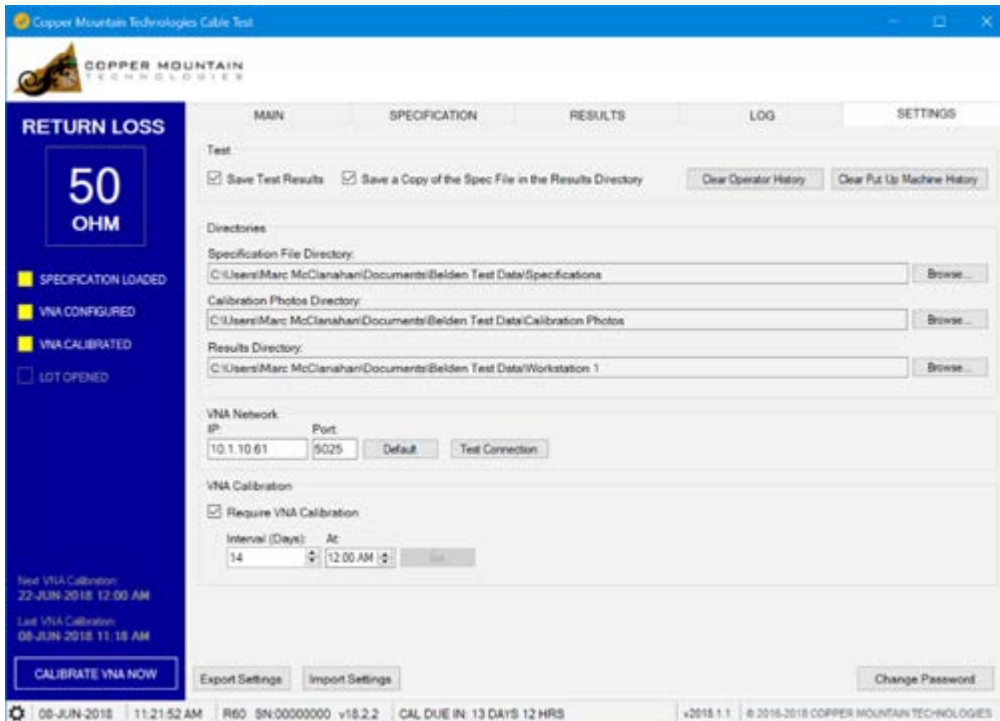 Copper Mountain Technologies Cable Test
COPPER MOUNTAIN
TECHNOLOGIES
RETURN LOSS
50
OHM
SPECIFICATION LOADED
VNA CONFIGURED
VNA CALIBRATED
LOT OPENED
Next VNA Calibration:
22-JUN-2018 12:00 AM
Last VNA Calibration:
08-JUN-2018 11:18 AM
CALIBRATE VNA NOW
MAIN SPECIFICATION RESULTS LOG SETTINGS
Test
Save Test Results Save a Copy of the Spec File in the Results Directory Clear Operator History Clear Put Up Machine History
Directories
Specification File Directory:
C:\Users\Marc McClanahan\Documents\Belden Test Data\Specifications Browse...
Calibration Photos Directory:
C:\Users\Marc McClanahan\Documents\Belden Test Data\Calibration Photos Browse...
Results Directory:
C:\Users\Marc McClanahan\Documents\Belden Test Data\Workstation 1 Browse...
VNA Network
IP: Port:
10.1.10.61 5025 Default Test Connection
VNA Calibration
Require VNA Calibration
Interval (Days): At:
14 12:00 AM
Export Settings Import Settings Change Password
08-JUN-2018 11:21:52 AM R60 SN:00000000 v18.2.2 CAL DUE IN: 13 DAYS 12 HRS v2018.1.1 © 2016-2018 COPPER MOUNTAIN TECHNOLOGIES